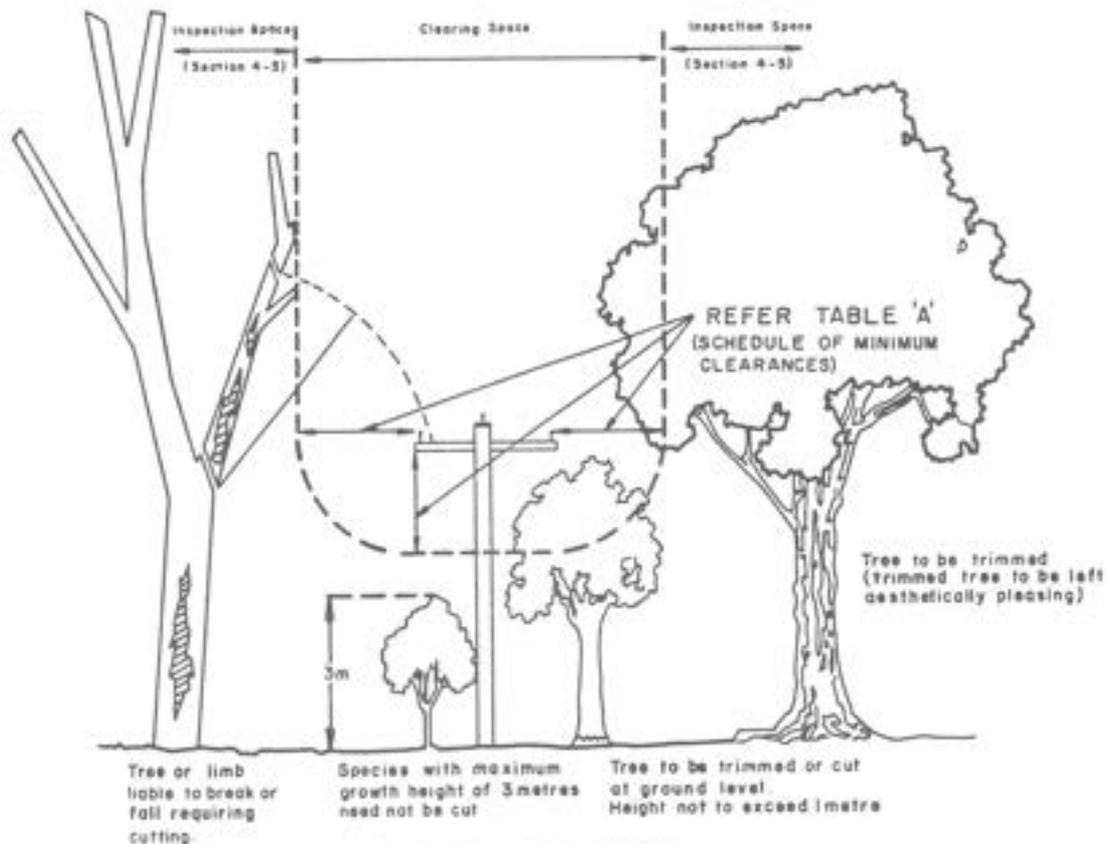 Inspection Space
Clearing Space
Inspection Space
(Section 4-5)
(Section 4-5)
REFER TABLE 'A'
(SCHEDULE OF MINIMUM
CLEARANCES)
Tree to be trimmed
(trimmed tree to be left
aesthetically pleasing)
3m
Tree or limb
liable to break or
fall requiring
cutting.
Species with maximum
growth height of 3 metres
need not be cut
Tree to be trimmed or cut
at ground level.
Height not to exceed 1 metre